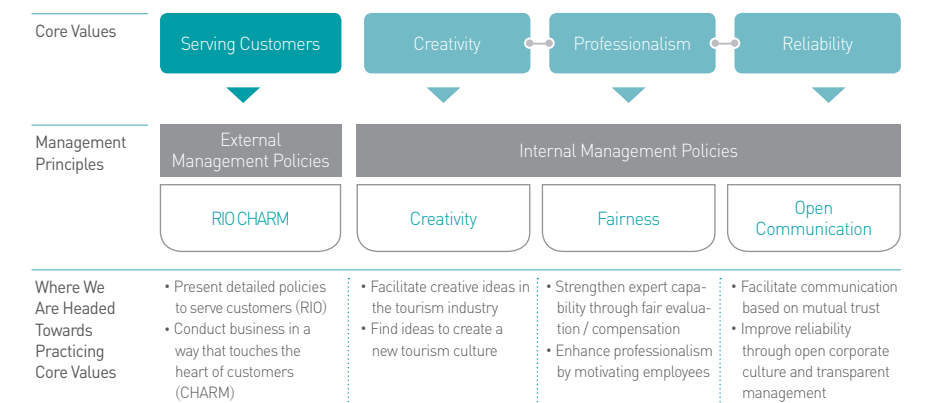 Core Values
Serving Customers
Creativity
Professionalism
Reliability
Management
Principles
External
Management Policies
Internal Management Policies
RIO CHARM
Creativity
Fairness
Open
Communication
Where We
Are Headed
Towards
Practicing
Core Values
• Present detailed policies
to serve customers (RIO)
• Conduct business in a
way that touches the
heart of customers
(CHARM)
• Facilitate creative ideas in
the tourism industry
• Find ideas to create a
new tourism culture
• Strengthen expert capa-
bility through fair evalua-
tion / compensation
• Enhance professionalism
by motivating employees
• Facilitate communication
based on mutual trust
• Improve reliability
through open corporate
culture and transparent
management